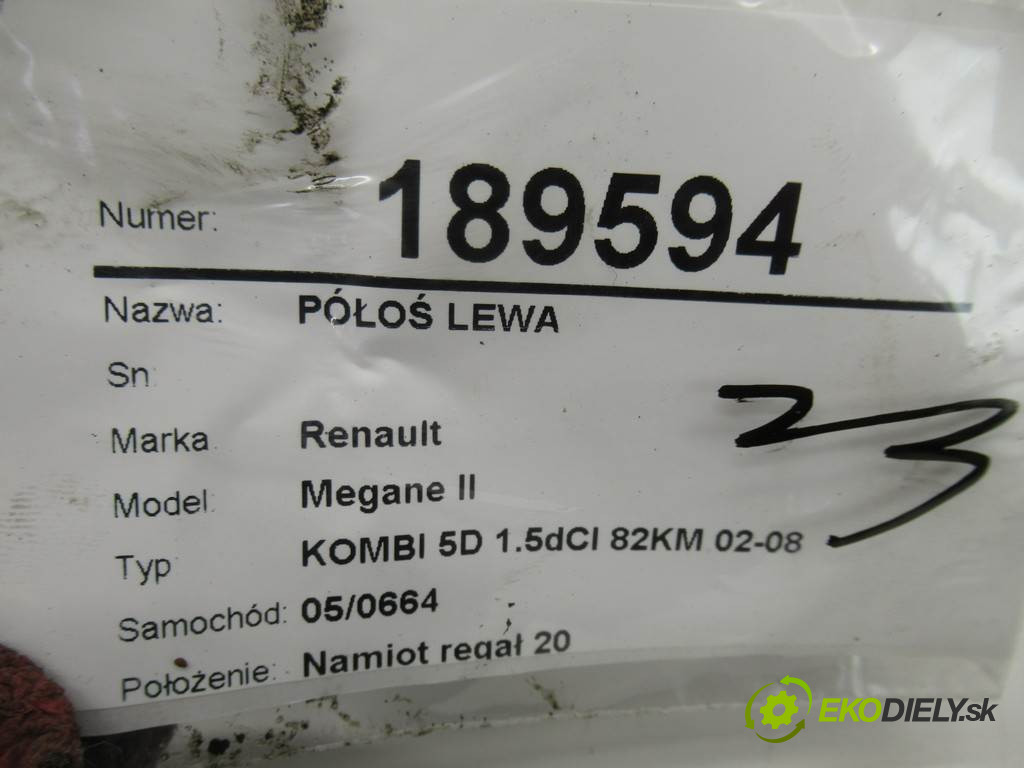 Numer: 189594
Nazwa: PÓŁOŚ LEWA
Sn:
Marka Renault
Model: Megane II
Typ KOMBI 5D 1.5dCI 82KM 02-08
Samochód: 05/0664
Położenie: Namiot regał 20
23
EKODIELY.sk